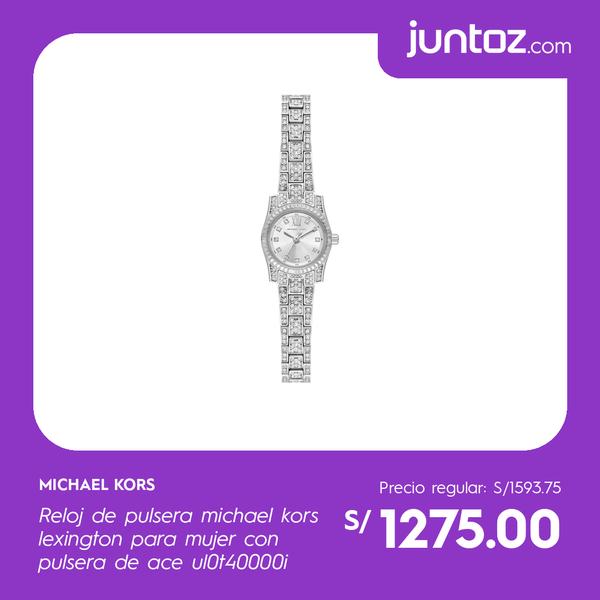 juntoz.com
MICHAEL KORS
Reloj de pulsera michael kors
lexington para mujer con
pulsera de ace ul0t40000i
Precio regular: S/1593.75
S/ 1275.00